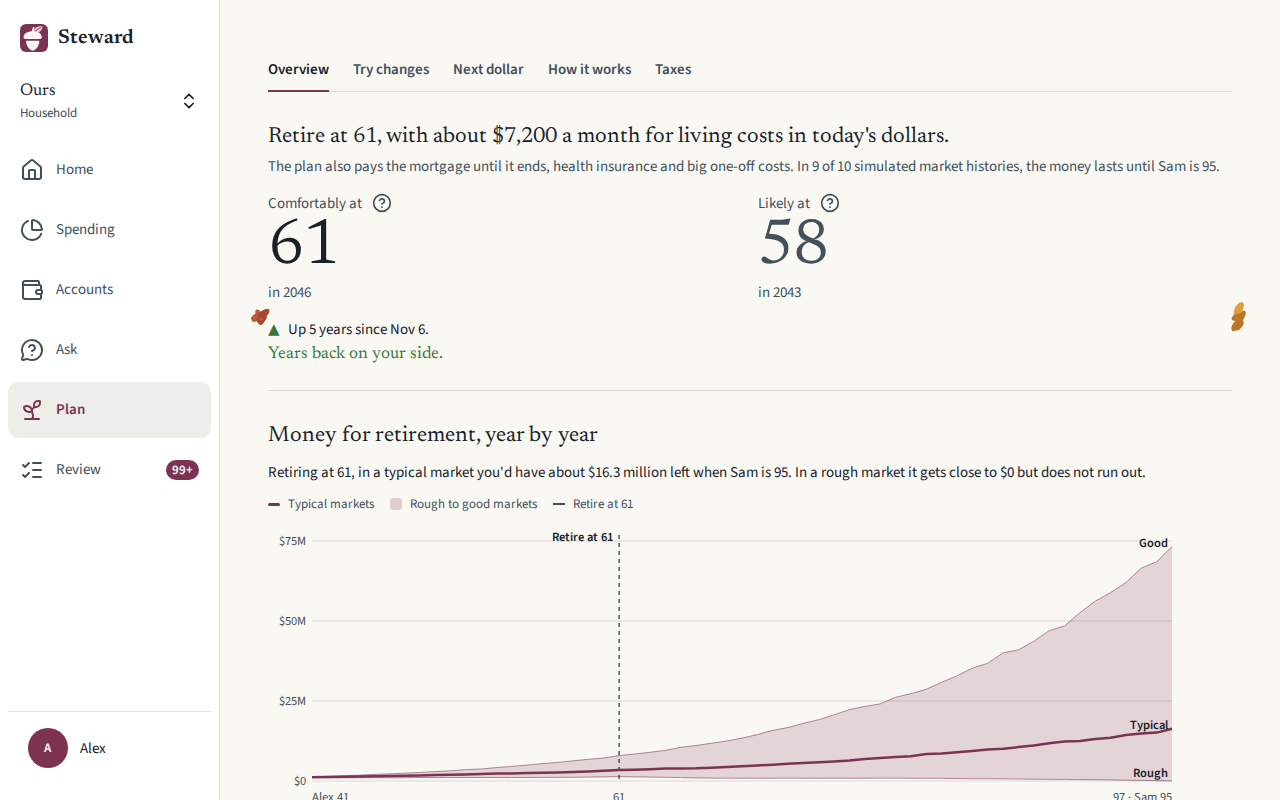 Steward
Ours
Household
Home
Spending
Accounts
Ask
Plan
Review
99+
A
Alex
Overview
Try changes
Next dollar
How it works
Taxes
Retire at 61, with about $7,200 a month for living costs in today's dollars.
The plan also pays the mortgage until it ends, health insurance and big one-off costs. In 9 of 10 simulated market histories, the money lasts until Sam is 95.
Comfortably at
61
in 2046
Likely at
58
in 2043
▲ Up 5 years since Nov 6.
Years back on your side.
Money for retirement, year by year
Retiring at 61, in a typical market you'd have about $16.3 million left when Sam is 95. In a rough market it gets close to $0 but does not run out.
Typical markets
Rough to good markets
Retire at 61
Retire at 61
$75M
Good
$50M
$25M
Typical
Rough
$0
Alex 41
61
97 · Sam 95